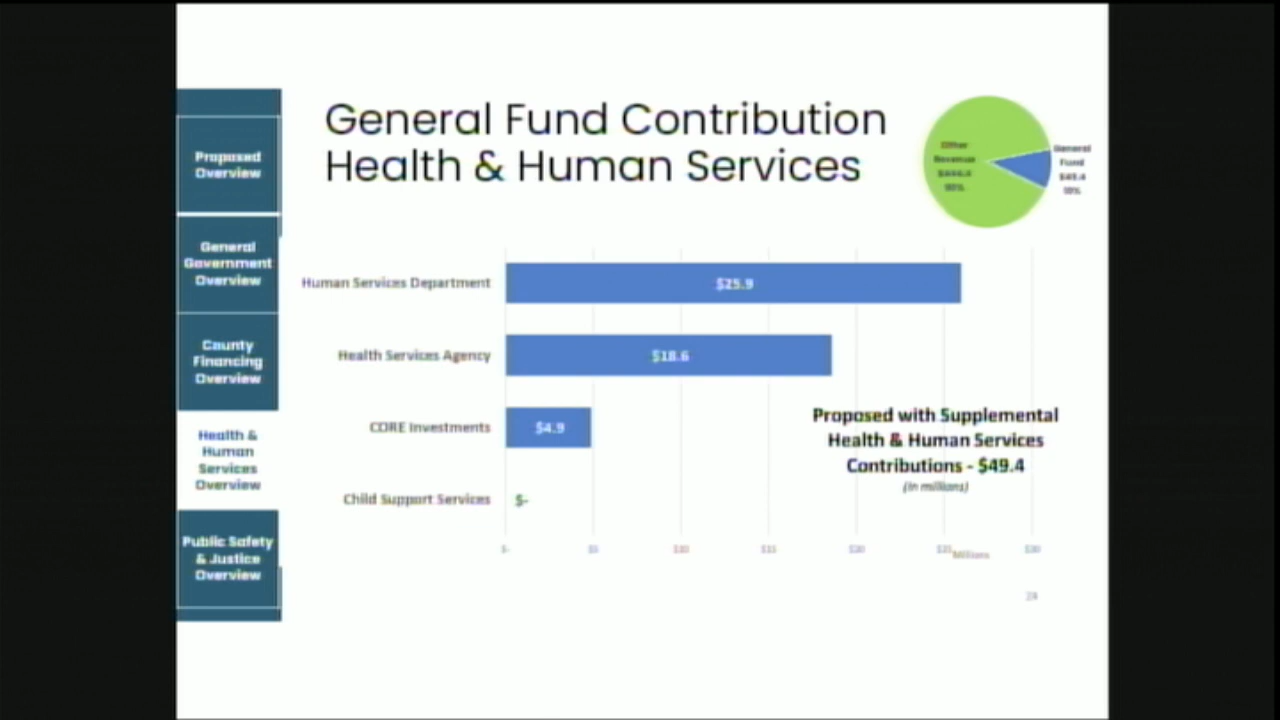 General Fund Contribution
Health & Human Services
Proposed
Overview
General
Government
Overview
County
Financing
Overview
Health &
Human
Services
Overview
Public Safety
& Justice
Overview
Other
Revenue
General
Fund
$49.4
10%
Human Services Department
$25.9
Health Services Agency
$18.6
CORE Investments
$4.9
Child Support Services
$-
Proposed with Supplemental
Health & Human Services
Contributions - $49.4
(in millions)
$- $5 $10 $15 $20 $25 $30
Millions
24